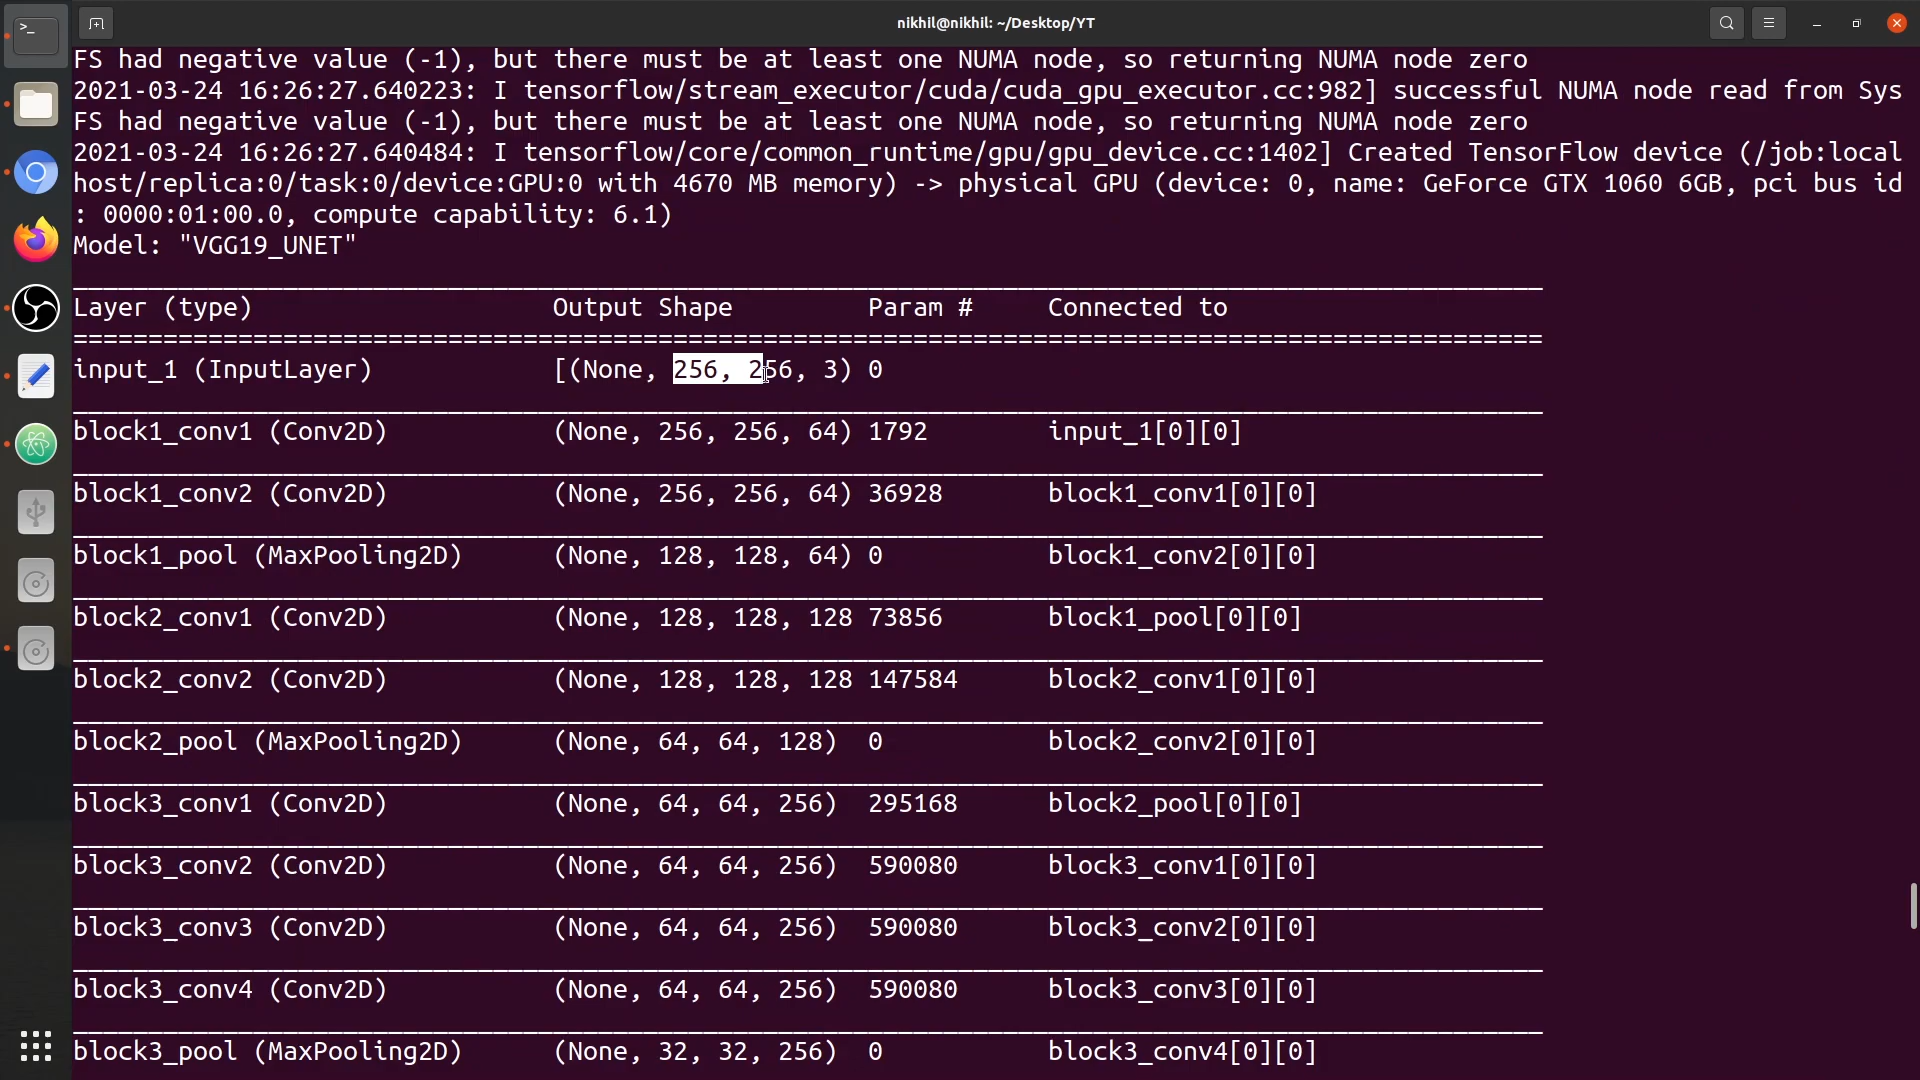 nikhil@nikhil: ~/Desktop/YT
FS had negative value (-1), but there must be at least one NUMA node, so returning NUMA node zero
2021-03-24 16:26:27.640223: I tensorflow/stream_executor/cuda/cuda_gpu_executor.cc:982] successful NUMA node read from Sys
FS had negative value (-1), but there must be at least one NUMA node, so returning NUMA node zero
2021-03-24 16:26:27.640484: I tensorflow/core/common_runtime/gpu/gpu_device.cc:1402] Created TensorFlow device (/job:local
host/replica:0/task:0/device:GPU:0 with 4670 MB memory) -> physical GPU (device: 0, name: GeForce GTX 1060 6GB, pci bus id
: 0000:01:00.0, compute capability: 6.1)
Model: "VGG19_UNET"
Layer (type) Output Shape Param # Connected to
input_1 (InputLayer) [(None, 256, 256, 3) 0
block1_conv1 (Conv2D) (None, 256, 256, 64) 1792 input_1[0][0]
block1_conv2 (Conv2D) (None, 256, 256, 64) 36928 block1_conv1[0][0]
block1_pool (MaxPooling2D) (None, 128, 128, 64) 0 block1_conv2[0][0]
block2_conv1 (Conv2D) (None, 128, 128, 128 73856 block1_pool[0][0]
block2_conv2 (Conv2D) (None, 128, 128, 128 147584 block2_conv1[0][0]
block2_pool (MaxPooling2D) (None, 64, 64, 128) 0 block2_conv2[0][0]
block3_conv1 (Conv2D) (None, 64, 64, 256) 295168 block2_pool[0][0]
block3_conv2 (Conv2D) (None, 64, 64, 256) 590080 block3_conv1[0][0]
block3_conv3 (Conv2D) (None, 64, 64, 256) 590080 block3_conv2[0][0]
block3_conv4 (Conv2D) (None, 64, 64, 256) 590080 block3_conv3[0][0]
block3_pool (MaxPooling2D) (None, 32, 32, 256) 0 block3_conv4[0][0]